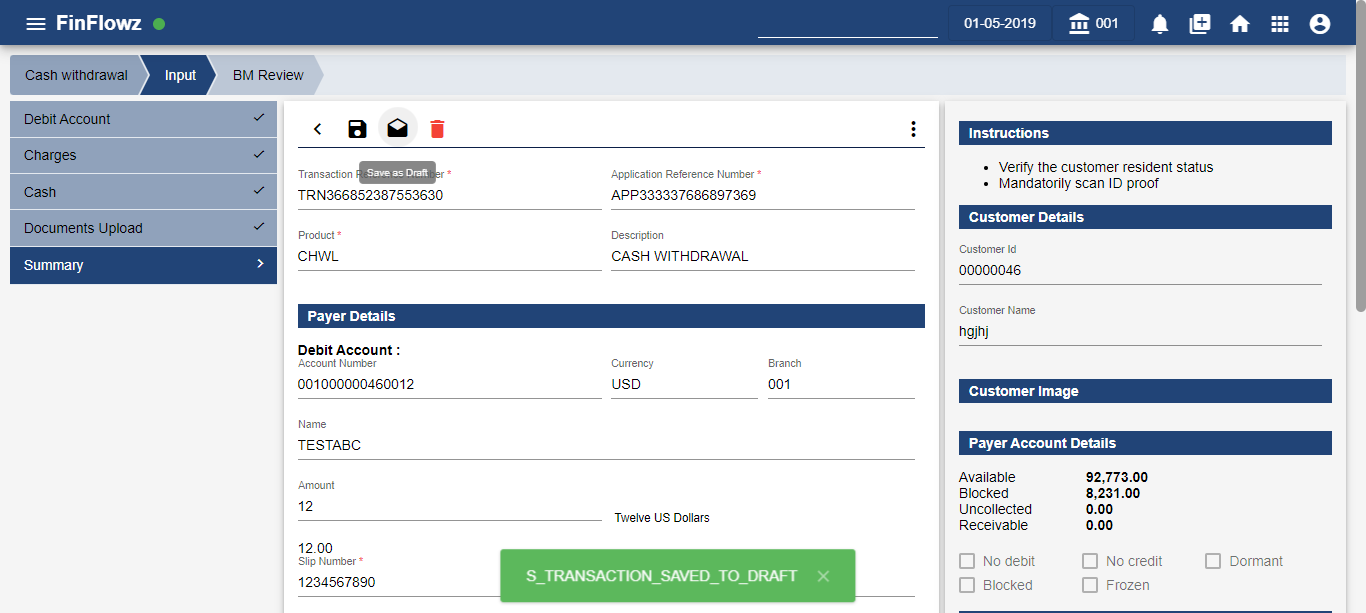 FinFlowz
01-05-2019
001
Cash withdrawal
Input
BM Review
Debit Account
Charges
Cash
Documents Upload
Summary
Save as Draft
Transaction Re er *
TRN366852387553630
Application Reference Number *
APP333337686897369
Product *
CHWL
Description
CASH WITHDRAWAL
Payer Details
Debit Account :
Account Number
001000000460012
Currency
USD
Branch
001
Name
TESTABC
Amount
12
Twelve US Dollars
12.00
Slip Number *
1234567890
S_TRANSACTION_SAVED_TO_DRAFT
Instructions
Verify the customer resident status
Mandatorily scan ID proof
Customer Details
Customer Id
00000046
Customer Name
hgjhj
Customer Image
Payer Account Details
Available 92,773.00
Blocked 8,231.00
Uncollected 0.00
Receivable 0.00
No debit No credit Dormant
Blocked Frozen